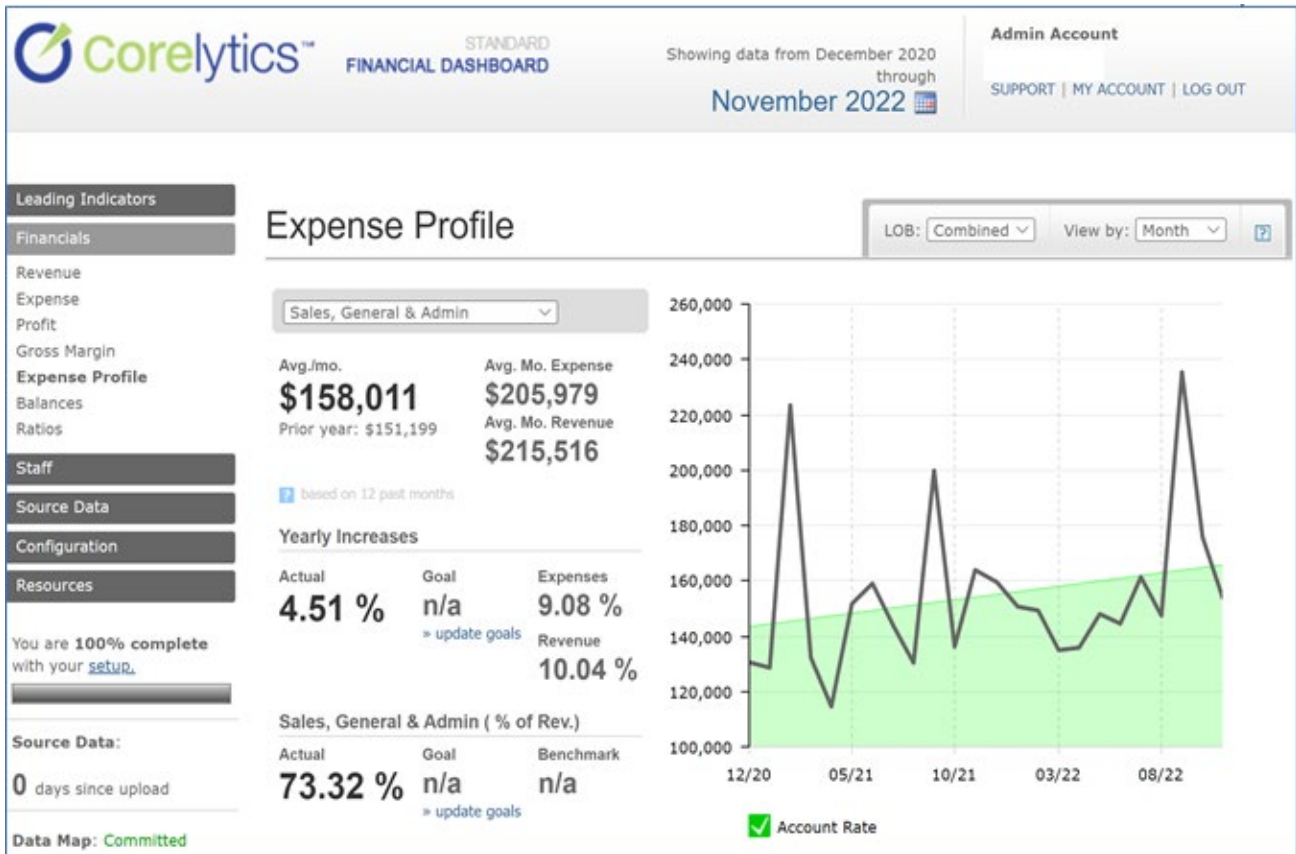 Corelytics™
STANDARD
FINANCIAL DASHBOARD
Showing data from December 2020
through
November 2022
Admin Account
SUPPORT | MY ACCOUNT | LOG OUT
Leading Indicators
Financials
Revenue
Expense
Profit
Gross Margin
Expense Profile
Balances
Ratios
Staff
Source Data
Configuration
Resources
You are 100% complete
with your setup.
Source Data:
0 days since upload
Data Map: Committed
Expense Profile
LOB: Combined
View by: Month
?
Sales, General & Admin
Avg./mo.
$158,011
Prior year: $151,199
Avg. Mo. Expense
$205,979
Avg. Mo. Revenue
$215,516
? based on 12 past months
Yearly Increases
Actual
4.51 %
Goal
n/a
» update goals
Expenses
9.08 %
Revenue
10.04 %
Sales, General & Admin ( % of Rev.)
Actual
73.32 %
Goal
n/a
» update goals
Benchmark
n/a
260,000
240,000
220,000
200,000
180,000
160,000
140,000
120,000
100,000
12/20 05/21 10/21 03/22 08/22
Account Rate